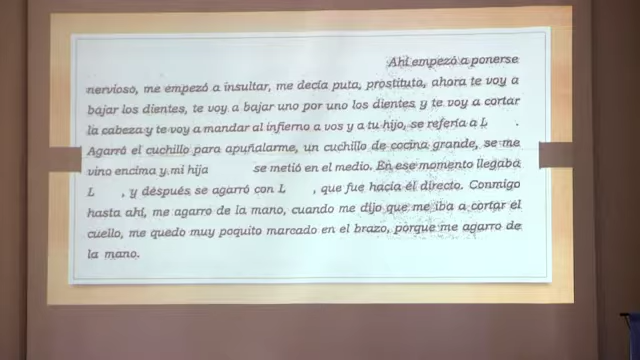 Ahí empezó a ponerse
nervioso, me empezó a insultar, me decía puta, prostituta, ahora te voy a
bajar los dientes, te voy a bajar uno por uno los dientes y te voy a cortar
la cabeza y te voy a mandar al infierno a vos y a tu hijo, se refería a L .
Agarró el cuchillo para apuñalarme, un cuchillo de cocina grande, se me
vino encima y mi hija se metió en el medio. En ese momento llegaba
L , y después se agarró con L , que fue hacia él directo. Conmigo
hasta ahí, me agarro de la mano, cuando me dijo que me iba a cortar el
cuello, me quedo muy poquito marcado en el brazo, porque me agarro de
la mano.